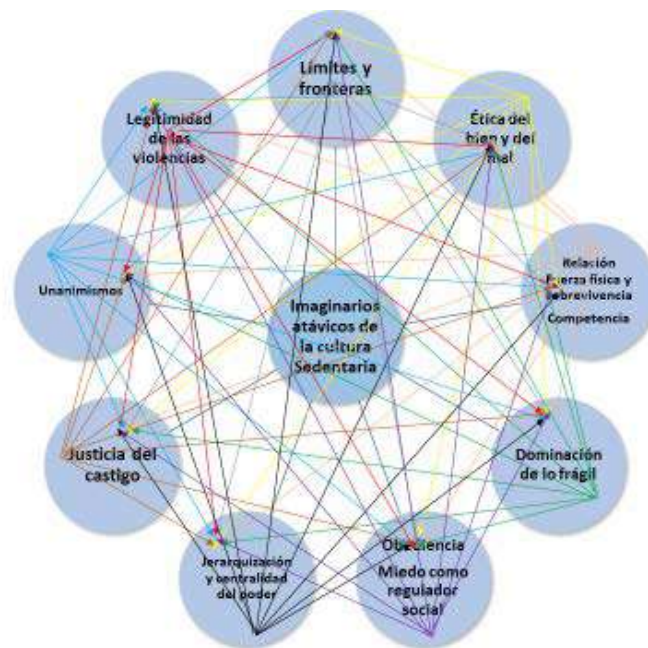 Límites y
fronteras
Ética del
bien y del
mal
Relación
Fuerza física y
sobrevivencia
Competencia
Dominación
de lo frágil
Obediencia
Miedo como
regulador
social
Jerarquización
y centralidad
del poder
Justicia del
castigo
Unanimismos
Legitimidad
de las
violencias
Imaginarios
atávicos de
la cultura
Sedentaria